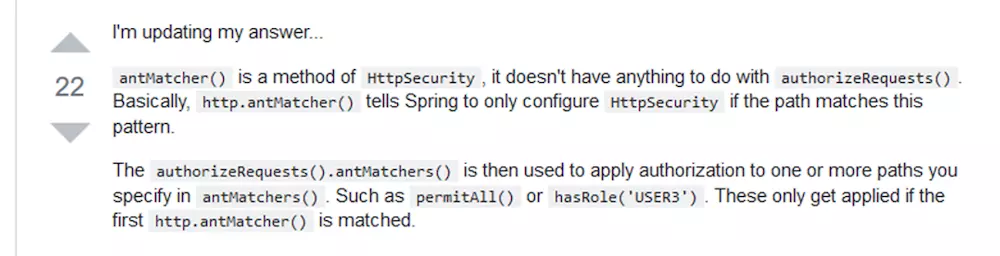 I'm updating my answer...
22
antMatcher() is a method of HttpSecurity, it doesn't have anything to do with authorizeRequests().
Basically, http.antMatcher() tells Spring to only configure HttpSecurity if the path matches this
pattern.
The authorizeRequests().antMatchers() is then used to apply authorization to one or more paths you
specify in antMatchers(). Such as permitAll() or hasRole('USER3'). These only get applied if the
first http.antMatcher() is matched.